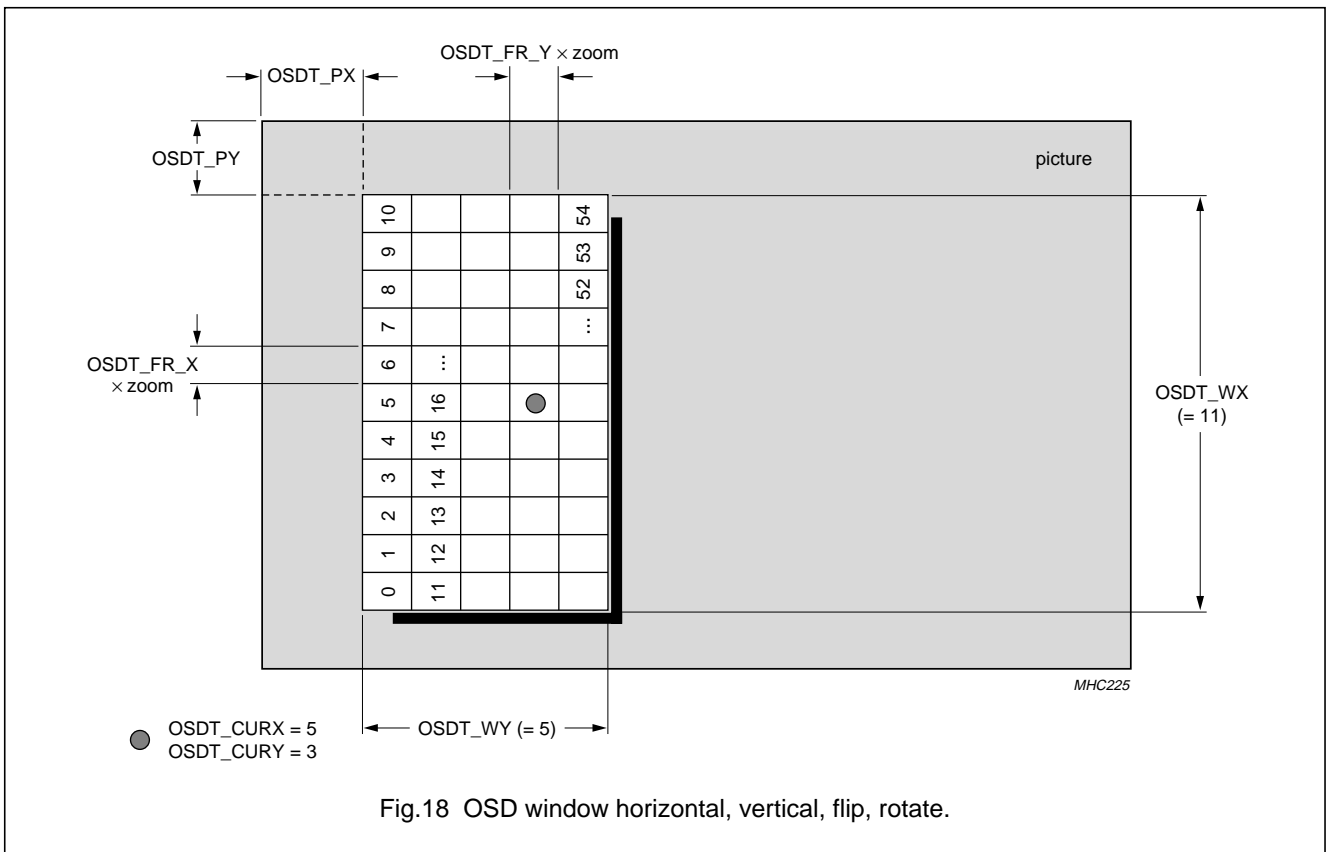 OSDT_FR_Y × zoom
OSDT_PX
OSDT_PY
picture
10
54
9
53
8
52
7
...
OSDT_FR_X
× zoom
6
...
5
16
4
15
3
14
2
13
1
12
0
11
OSDT_WX
(= 11)
MHC225
OSDT_CURX = 5
OSDT_CURY = 3
OSDT_WY (= 5)
Fig.18 OSD window horizontal, vertical, flip, rotate.